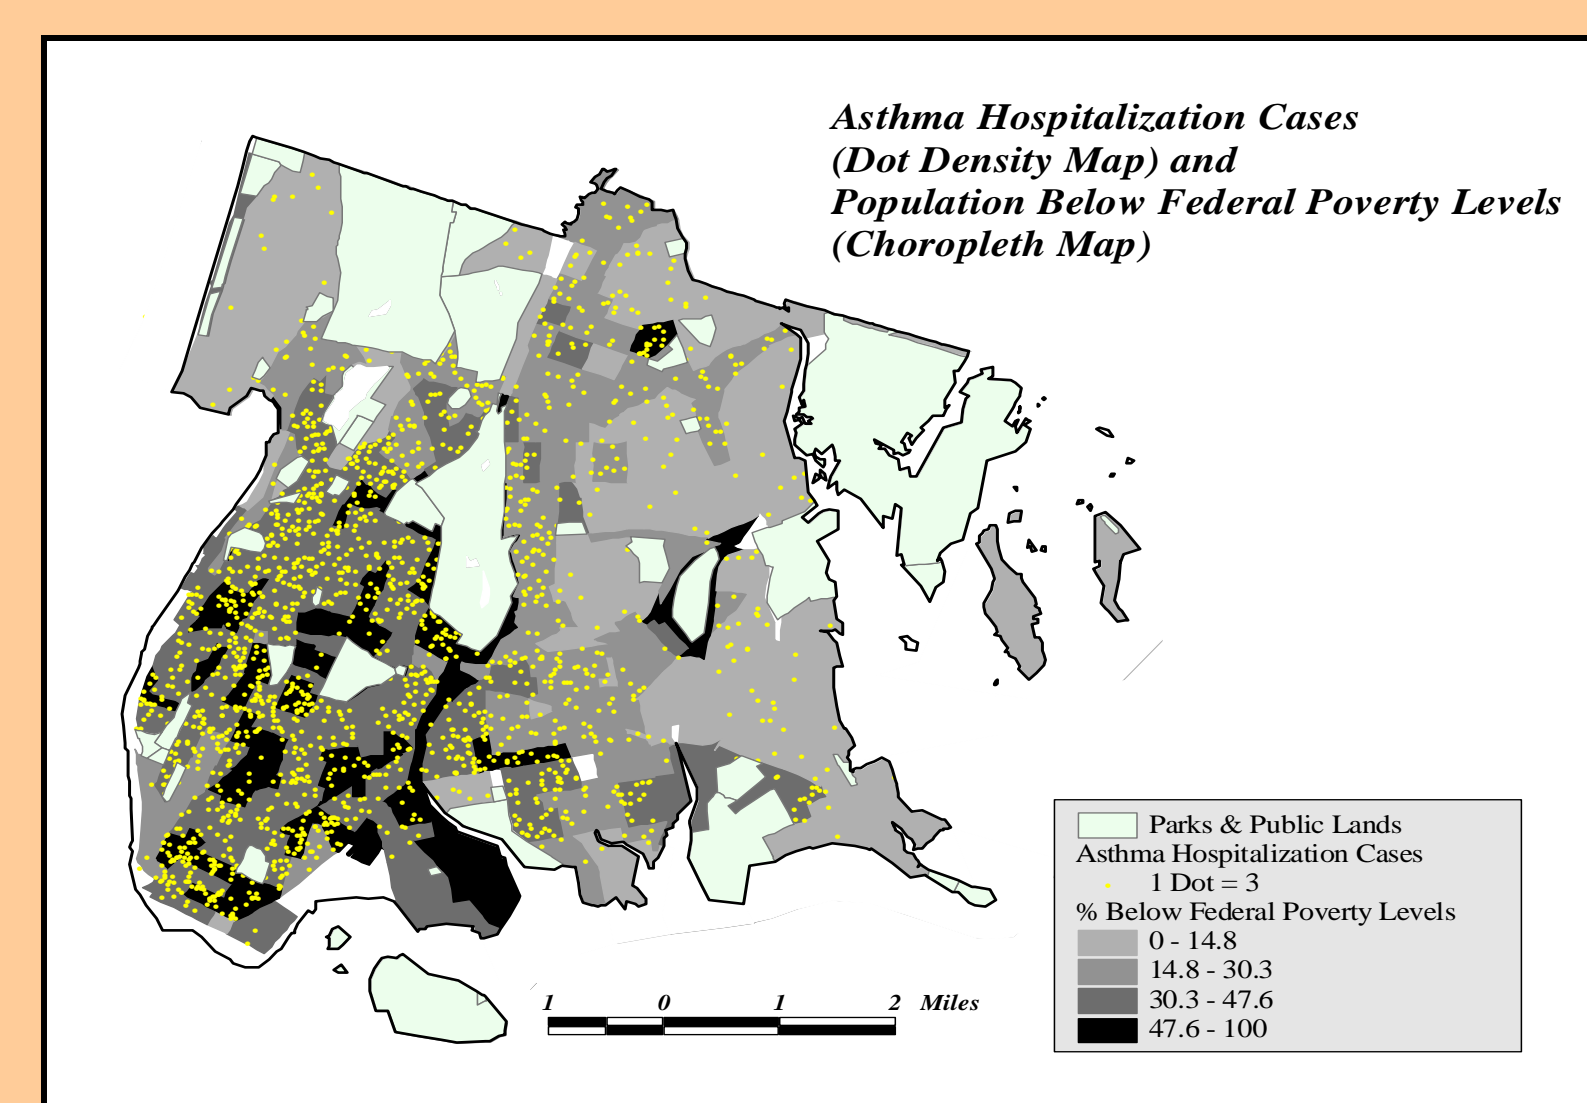 Asthma Hospitalization Cases
(Dot Density Map) and
Population Below Federal Poverty Levels
(Choropleth Map)
Parks & Public Lands
Asthma Hospitalization Cases
1 Dot = 3
% Below Federal Poverty Levels
0 - 14.8
14.8 - 30.3
30.3 - 47.6
47.6 - 100
1 0 1 2 Miles